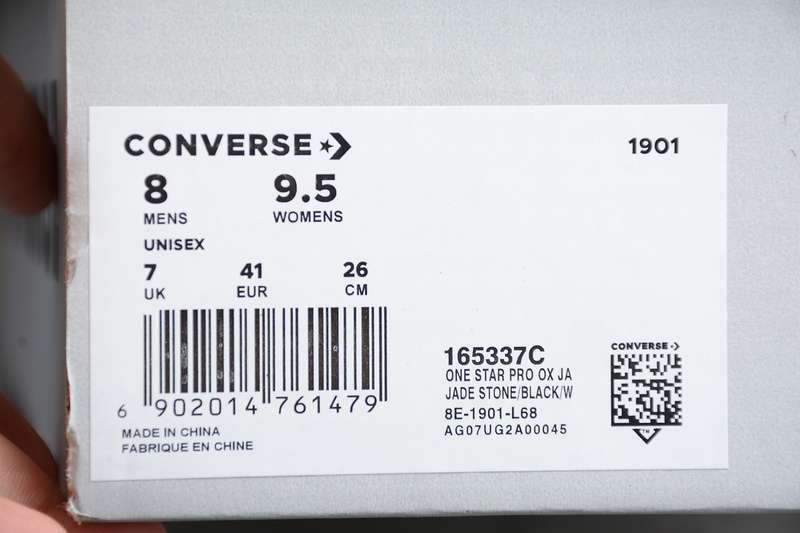 CONVERSE
1901
8 9.5
MENS WOMENS
UNISEX
7 41 26
UK EUR CM
6 902014 761479
MADE IN CHINA
FABRIQUE EN CHINE
165337C
ONE STAR PRO OX JA
JADE STONE/BLACK/W
8E-1901-L68
AG07UG2A00045
CONVERSE
TM